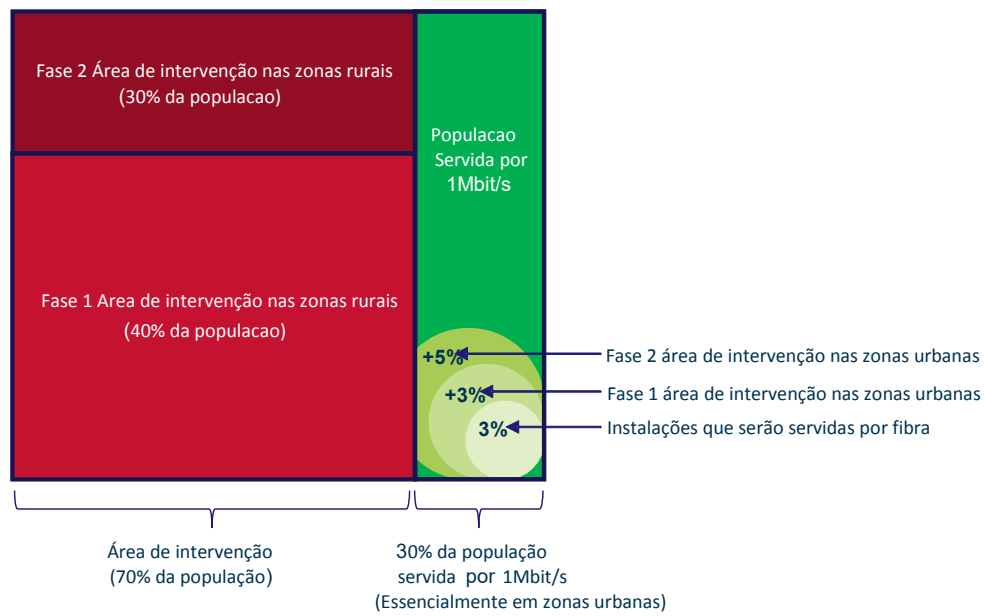 Fase 2 Área de intervenção nas zonas rurais
(30% da populacao)
Populacao
Servida por
1Mbit/s
Fase 1 Area de intervenção nas zonas rurais
(40% da populacao)
+5%
Fase 2 área de intervenção nas zonas urbanas
+3%
Fase 1 área de intervenção nas zonas urbanas
3%
Instalações que serão servidas por fibra
Área de intervenção
(70% da população)
30% da população
servida por 1Mbit/s
(Essencialmente em zonas urbanas)